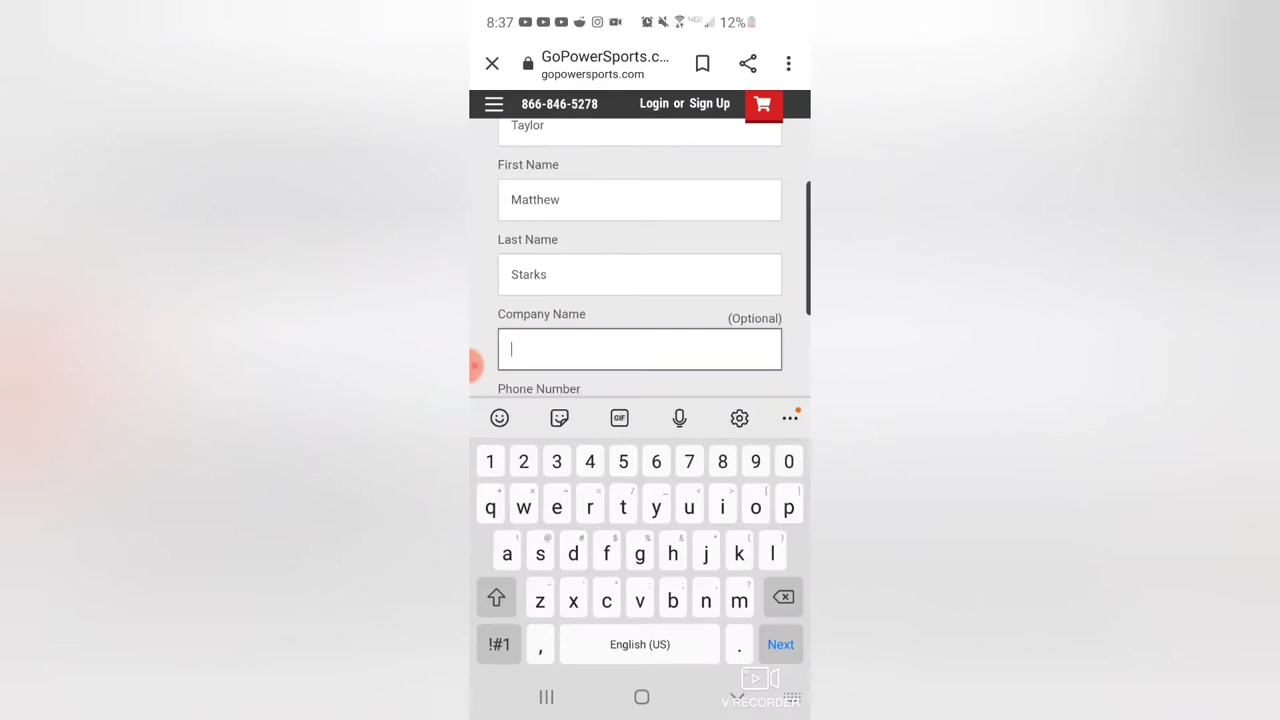 8:37 12%
GoPowerSports.c...
gopowersports.com
866-846-5278 Login or Sign Up
Taylor
First Name
Matthew
Last Name
Starks
Company Name (Optional)
Phone Number
GIF
1 2 3 4 5 6 7 8 9 0
q w e r t y u i o p
a s d f g h j k l
z x c v b n m
!#1 , English (US) . Next
V RECORDER